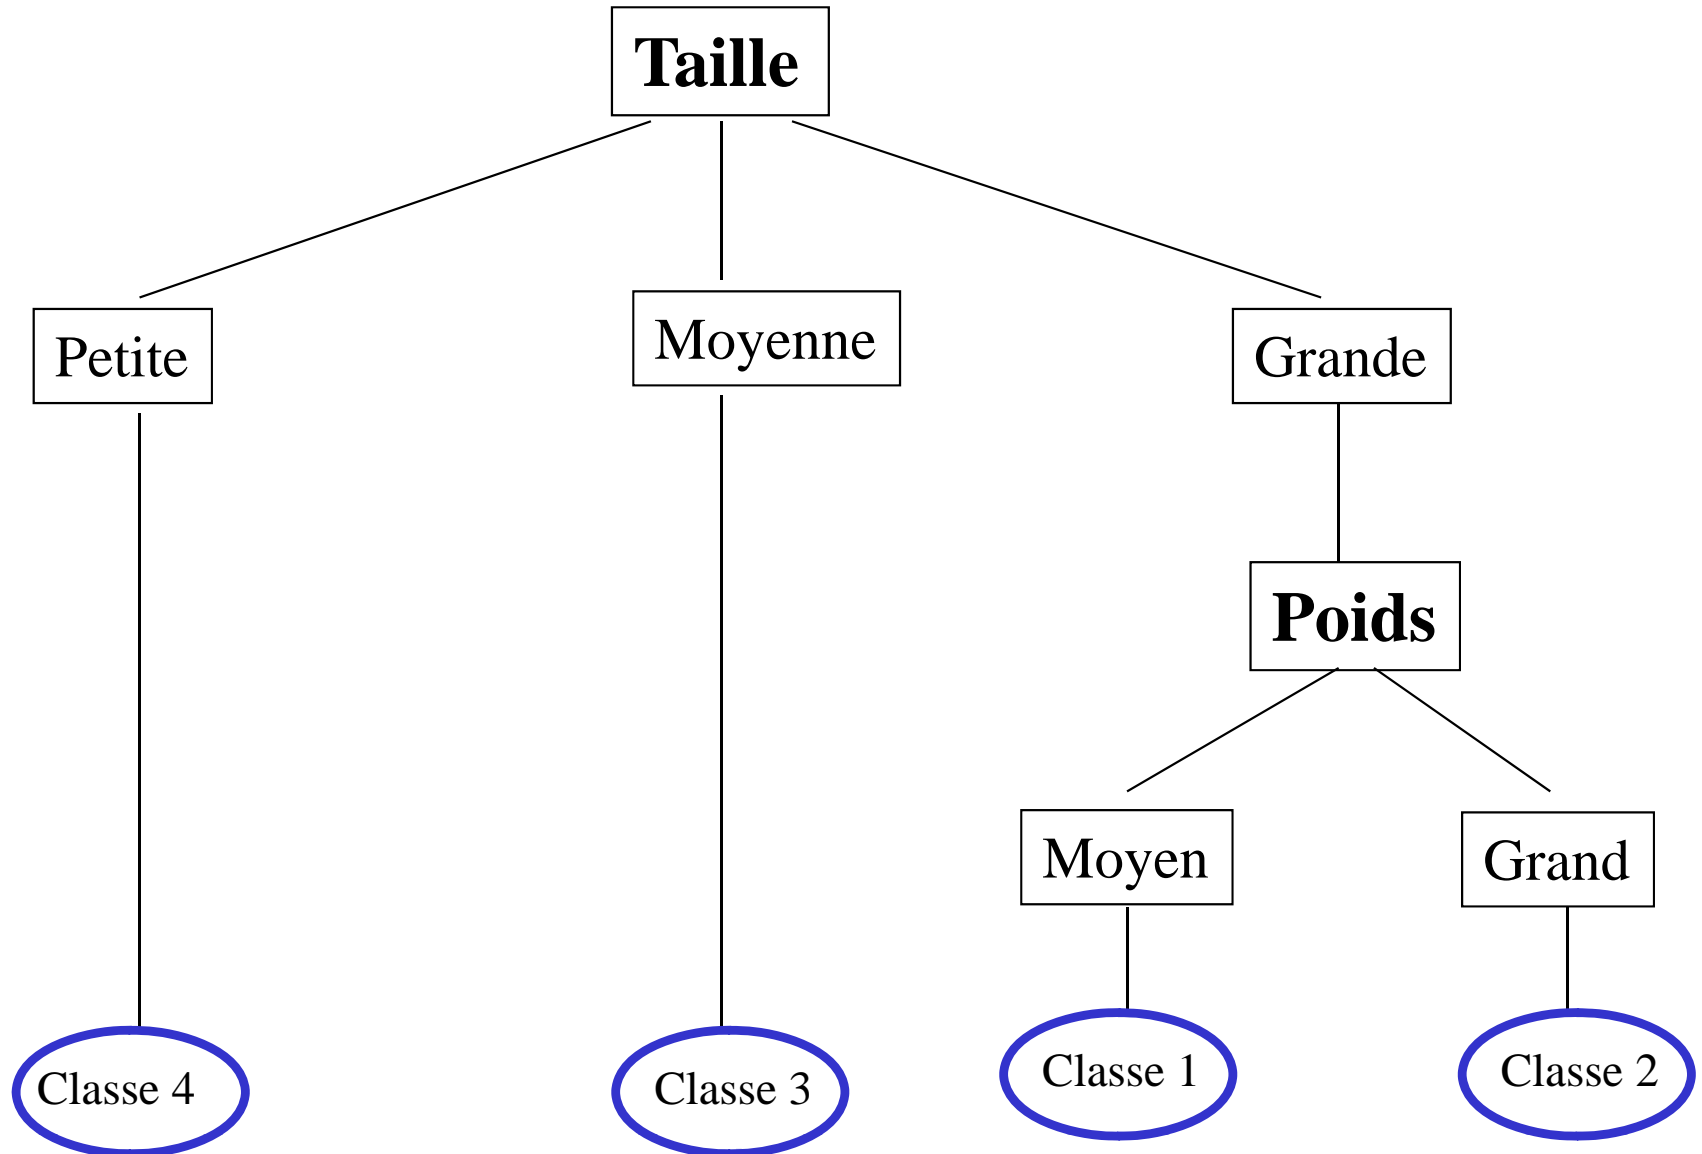 Taille
Petite
Moyenne
Grande
Poids
Moyen
Grand
Classe 4
Classe 3
Classe 1
Classe 2